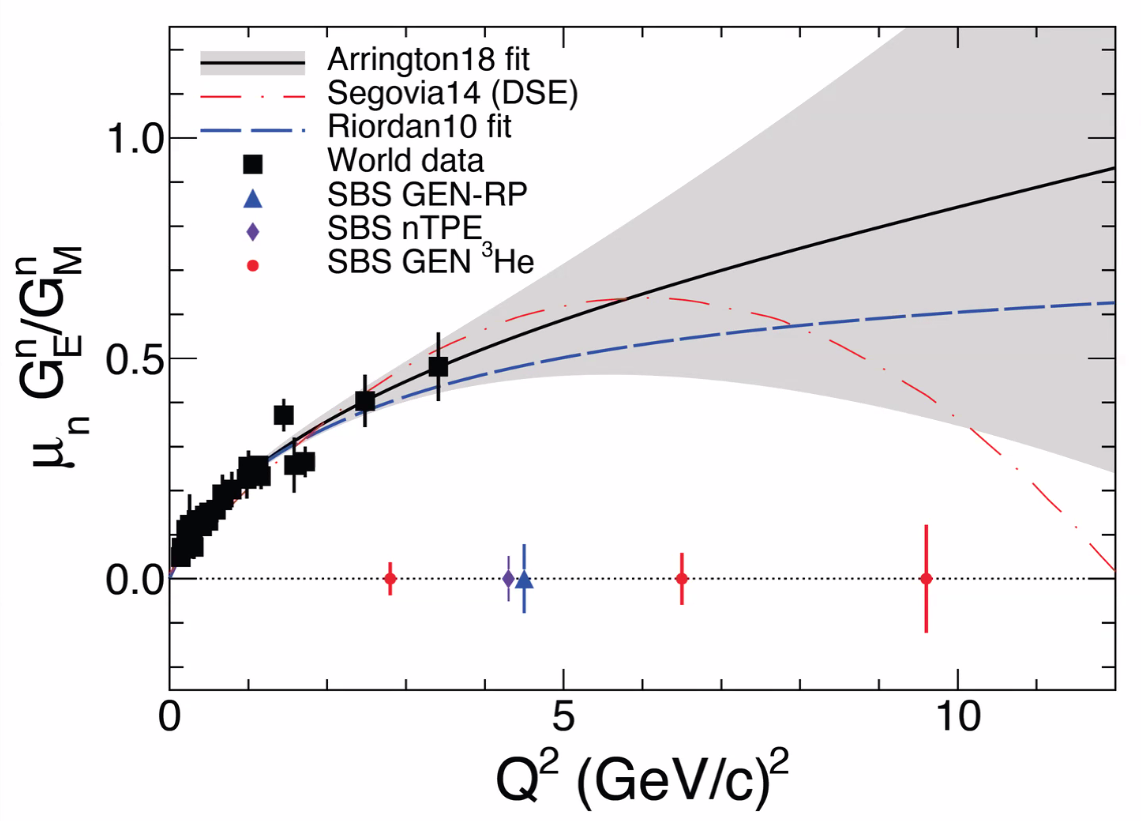 Arrington18 fit
Segovia14 (DSE)
Riordan10 fit
World data
SBS GEN-RP
SBS nTPE
SBS GEN ³He
1.0
0.5
0.0
μₙ Gᴱⁿ/Gᴹⁿ
0 5 10
Q² (GeV/c)²